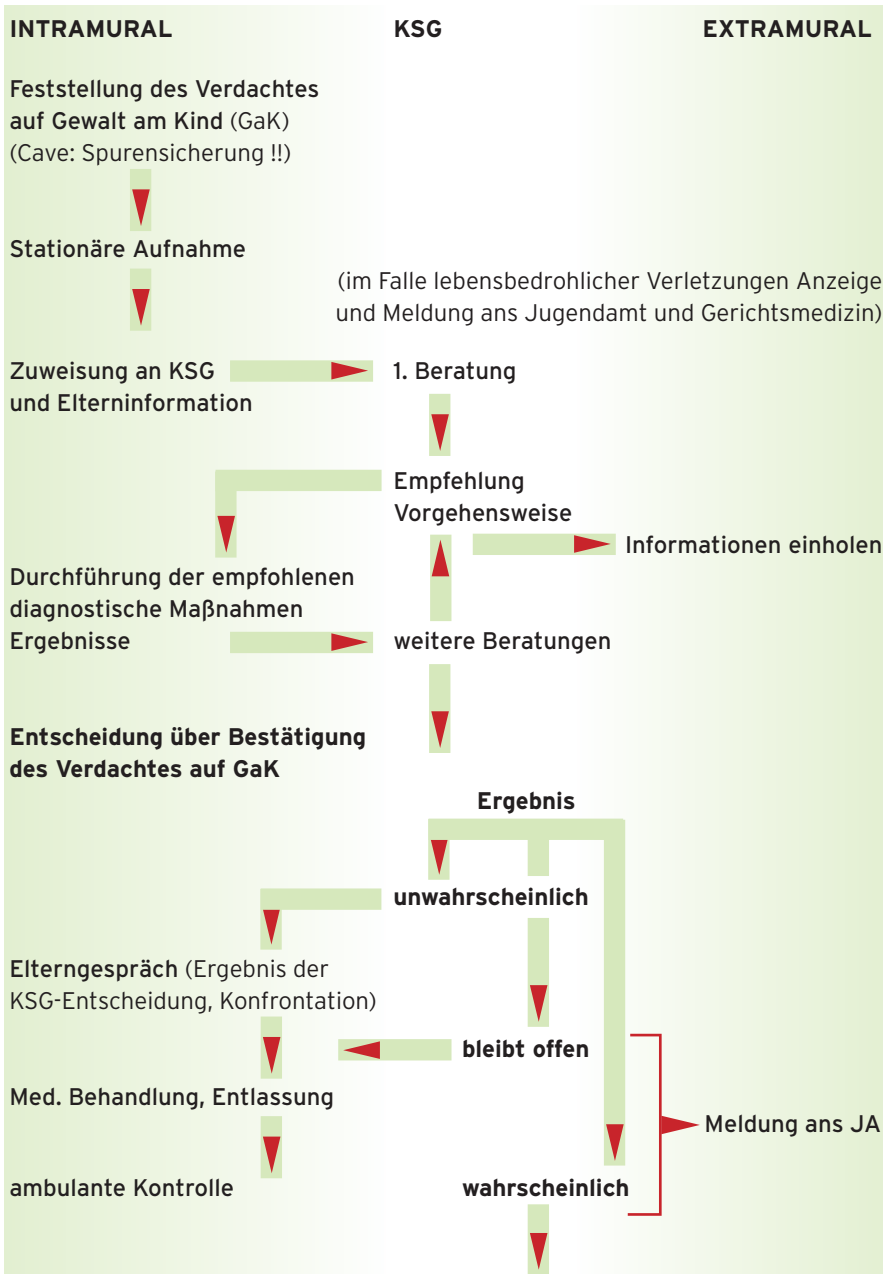 INTRAMURAL KSG EXTRAMURAL
Feststellung des Verdachtes
auf Gewalt am Kind (GaK)
(Cave: Spurensicherung !!)
Stationäre Aufnahme
(im Falle lebensbedrohlicher Verletzungen Anzeige
und Meldung ans Jugendamt und Gerichtsmedizin)
Zuweisung an KSG
und Elterninformation
1. Beratung
Empfehlung
Vorgehensweise
Informationen einholen
Durchführung der empfohlenen
diagnostische Maßnahmen
Ergebnisse
weitere Beratungen
Entscheidung über Bestätigung
des Verdachtes auf GaK
Ergebnis
unwahrscheinlich
Elterngespräch (Ergebnis der
KSG-Entscheidung, Konfrontation)
bleibt offen
Med. Behandlung, Entlassung
Meldung ans JA
ambulante Kontrolle
wahrscheinlich